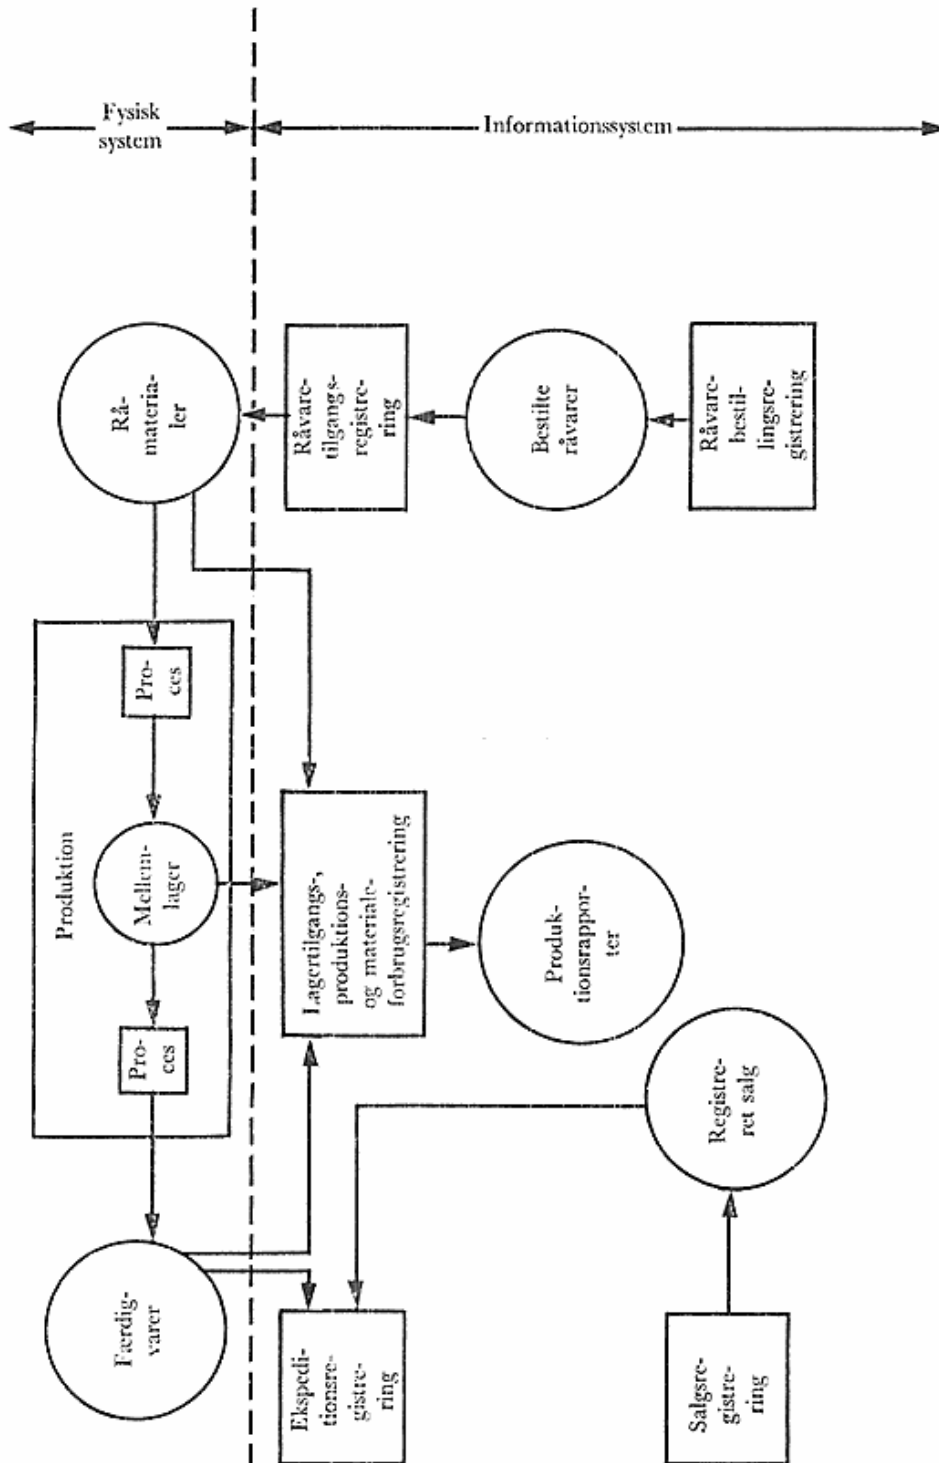 Fysisk
system
Informationssystem
Rå-
materia-
ler
Råvare-
tilgangs-
registre-
ring
Bestilte
råvarer
Råvare-
bestil-
lingsre-
gistrering
Produktion
Pro-
ces
Mellem-
lager
Pro-
ces
Lagertilgangs-,
produktions-
og materiale-
forbrugsregistrering
Produk-
tionsrappor-
ter
Registre-
ret salg
Færdig-
varer
Ekspedi-
tionsre-
gistre-
ring
Salgsre-
gistre-
ring